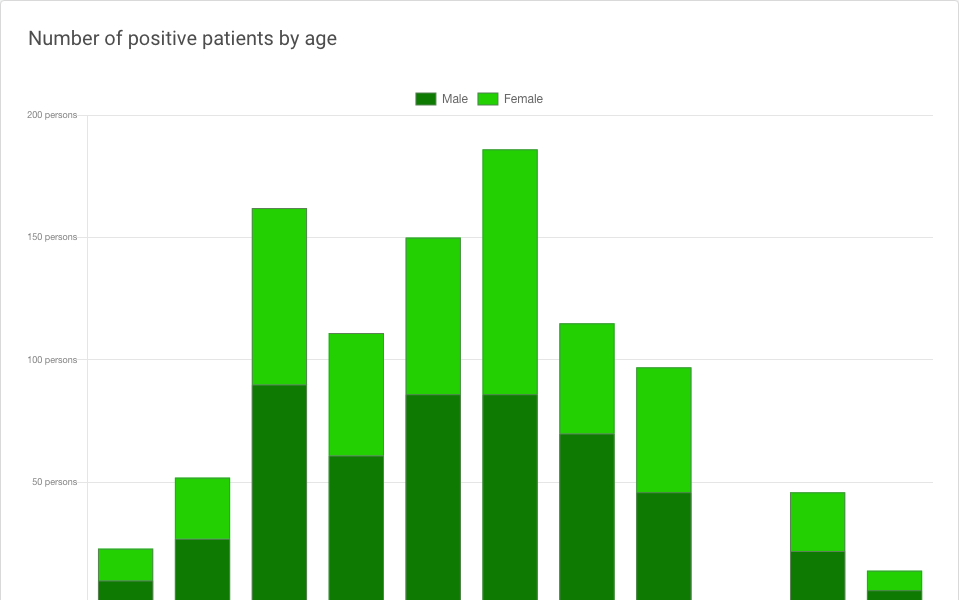 Number of positive patients by age
Male Female
200 persons
150 persons
100 persons
50 persons